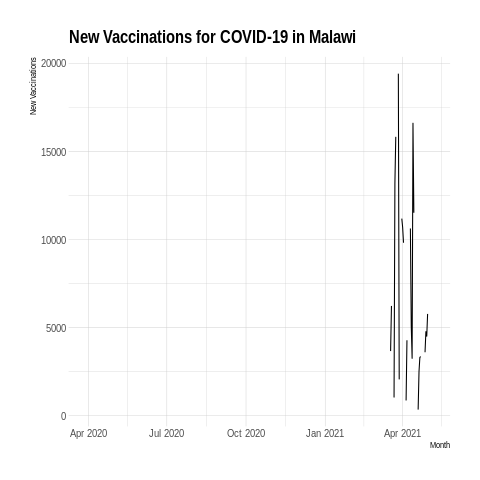 New Vaccinations for COVID-19 in Malawi
New Vaccinations
20000
15000
10000
5000
0
Apr 2020 Jul 2020 Oct 2020 Jan 2021 Apr 2021
Month